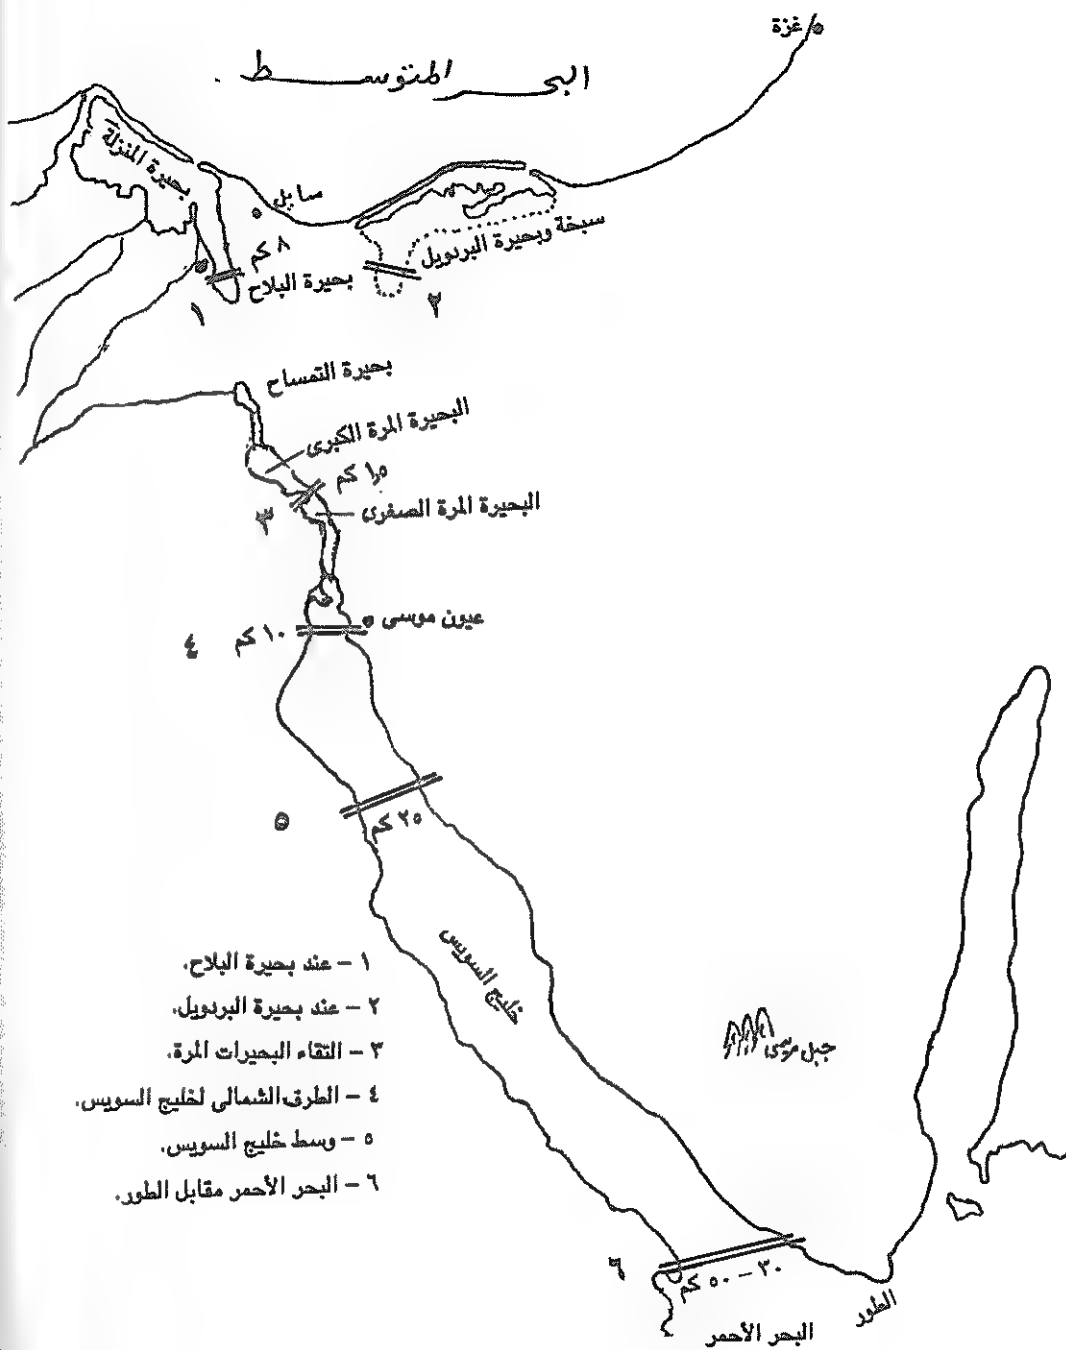 غزة
البحر المتوسط
بحيرة المنزلة
سابل
٨ كم
بحيرة البلاح
١
سبخة وبحيرة البردويل
٢
بحيرة التمساح
البحيرة المرة الكبرى
١,٥ كم
البحيرة المرة الصغرى
٣
عيون موسى
١٠ كم
٤
٢٥ كم
٥
خليج السويس
جبل موسى
١ – عند بحيرة البلاح.
٢ – عند بحيرة البردويل.
٣ – التقاء البحيرات المرة.
٤ – الطرف الشمالى لخليج السويس.
٥ – وسط خليج السويس.
٦ – البحر الأحمر مقابل الطور.
٦
٣٠ – ٥٠ كم
الطور
البحر الأحمر